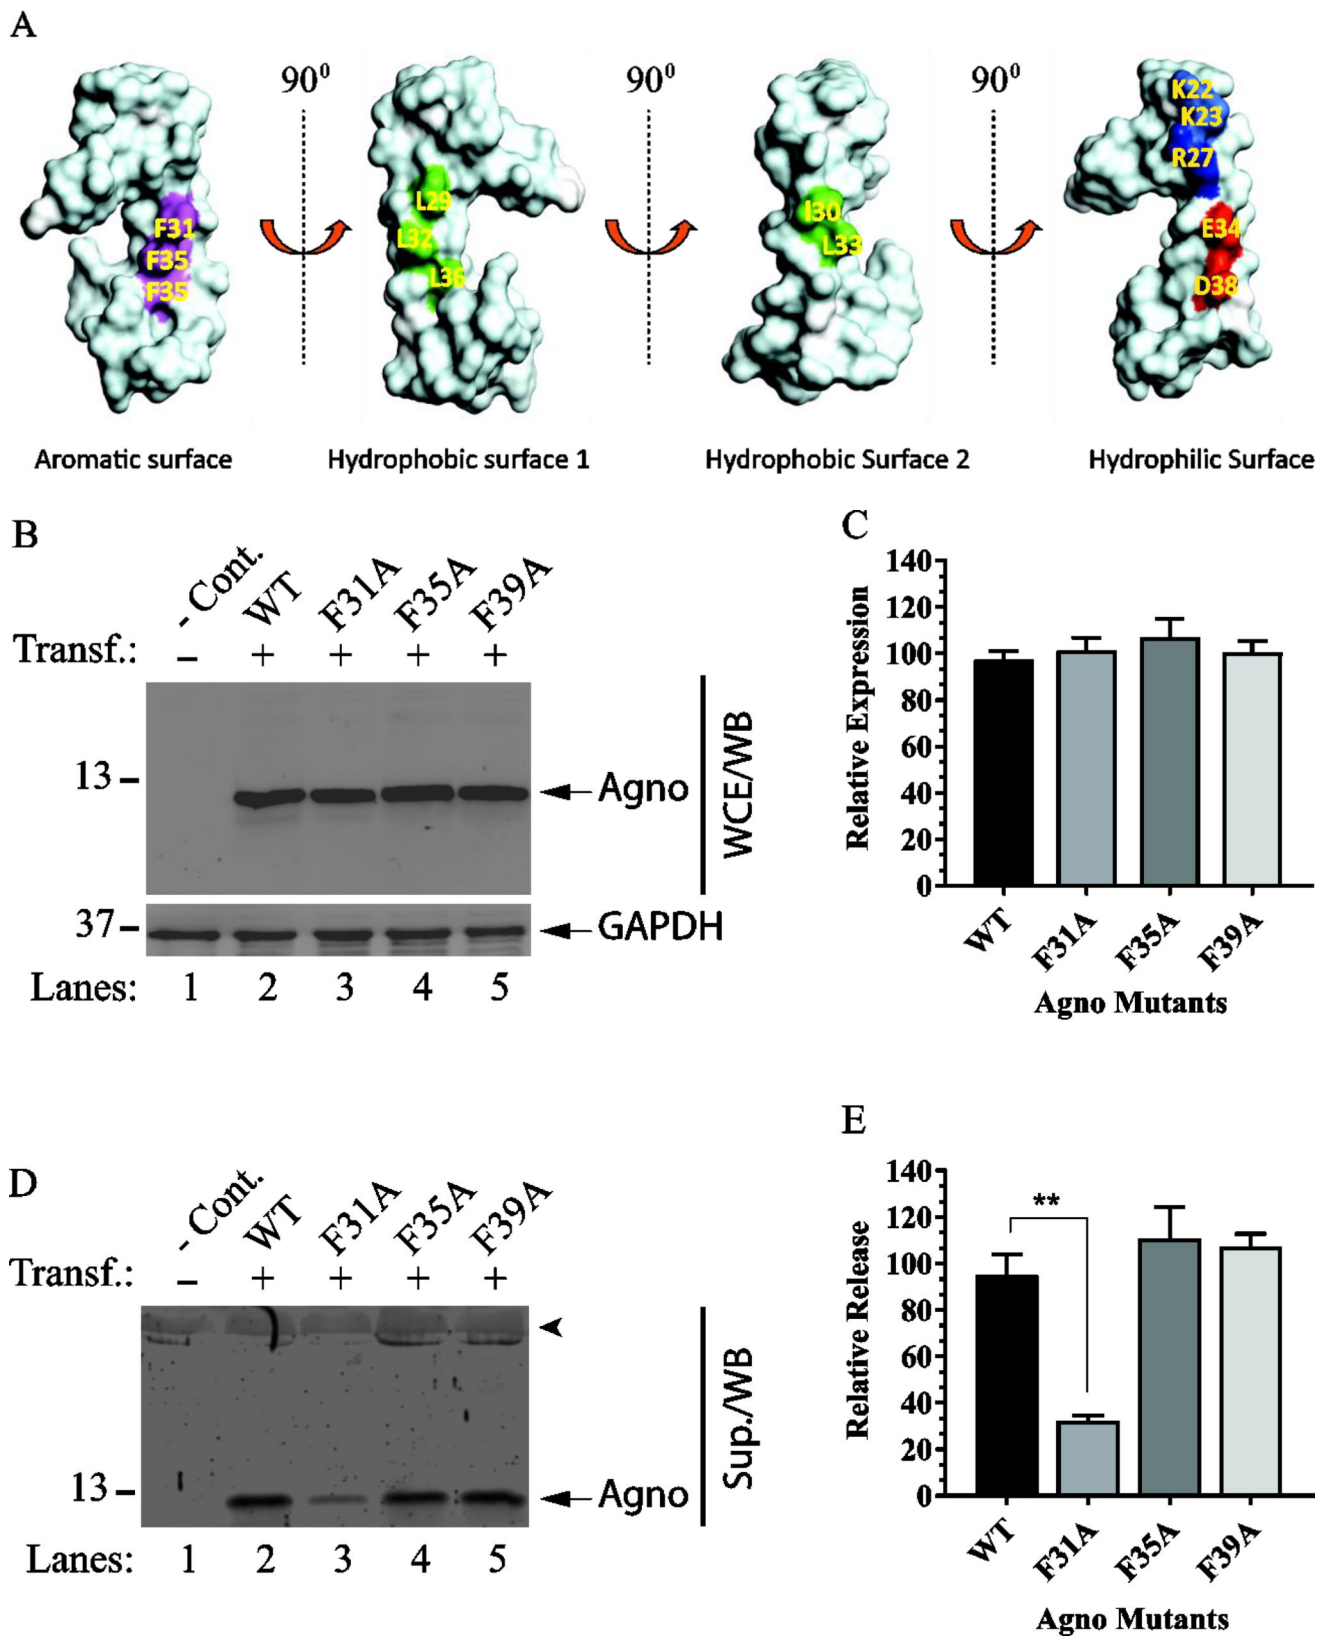 A
90⁰ 90⁰ 90⁰
F31
F35
F35
L29
L32
L36
I30
L33
K22
K23
R27
E34
D38
Aromatic surface Hydrophobic surface 1 Hydrophobic Surface 2 Hydrophilic Surface
B
- Cont. WT F31A F35A F39A
Transf.: – + + + +
13 –
Agno
WCE/WB
37 –
GAPDH
Lanes: 1 2 3 4 5
C
Relative Expression
140
120
100
80
60
40
20
0
WT F31A F35A F39A
Agno Mutants
D
- Cont. WT F31A F35A F39A
Transf.: – + + + +
13 –
Agno
Sup./WB
Lanes: 1 2 3 4 5
E
Relative Release
140
120
100
80
60
40
20
0
**
WT F31A F35A F39A
Agno Mutants